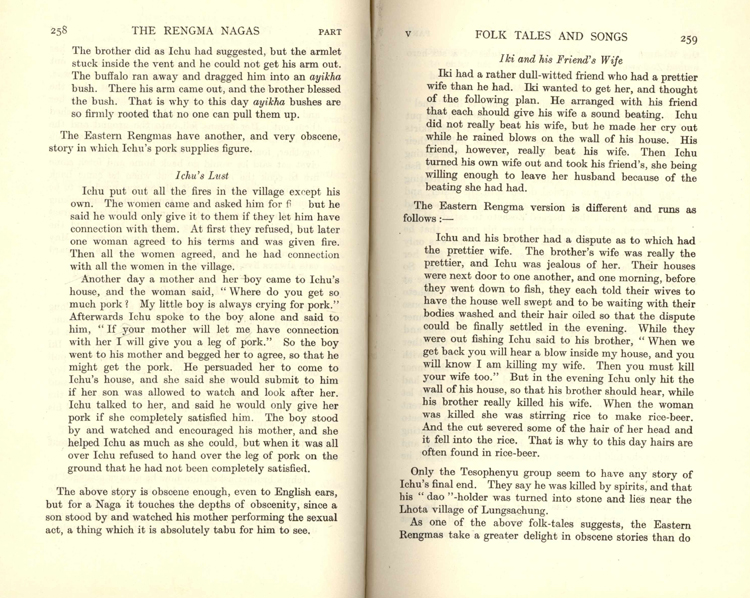 258 THE RENGMA NAGAS PART
The brother did as Ichu had suggested, but the armlet
stuck inside the vent and he could not get his arm out.
The buffalo ran away and dragged him into an ayikha
bush. There his arm came out, and the brother blessed
the bush. That is why to this day ayikha bushes are
so firmly rooted that no one can pull them up.
The Eastern Rengmas have another, and very obscene,
story in which Ichu's pork supplies figure.
Ichu's Lust
Ichu put out all the fires in the village except his
own. The women came and asked him for fi but he
said he would only give it to them if they let him have
connection with them. At first they refused, but later
one woman agreed to his terms and was given fire.
Then all the women agreed, and he had connection
with all the women in the village.
Another day a mother and her boy came to Ichu's
house, and the woman said, “Where do you get so
much pork? My little boy is always crying for pork.”
Afterwards Ichu spoke to the boy alone and said to
him, “If your mother will let me have connection
with her I will give you a leg of pork.” So the boy
went to his mother and begged her to agree, so that he
might get the pork. He persuaded her to come to
Ichu's house, and she said she would submit to him
if her son was allowed to watch and look after her.
Ichu talked to her, and said he would only give her
pork if she completely satisfied him. The boy stood
by and watched and encouraged his mother, and she
helped Ichu as much as she could, but when it was all
over Ichu refused to hand over the leg of pork on the
ground that he had not been completely satisfied.
The above story is obscene enough, even to English ears,
but for a Naga it touches the depths of obscenity, since a
son stood by and watched his mother performing the sexual
act, a thing which it is absolutely tabu for him to see.
V FOLK TALES AND SONGS 259
Iki and his Friend's Wife
Iki had a rather dull-witted friend who had a prettier
wife than he had. Iki wanted to get her, and thought
of the following plan. He arranged with his friend
that each should give his wife a sound beating. Ichu
did not really beat his wife, but he made her cry out
while he rained blows on the wall of his house. His
friend, however, really beat his wife. Then Ichu
turned his own wife out and took his friend's, she being
willing enough to leave her husband because of the
beating she had had.
The Eastern Rengma version is different and runs as
follows :—
Ichu and his brother had a dispute as to which had
the prettier wife. The brother's wife was really the
prettier, and Ichu was jealous of her. Their houses
were next door to one another, and one morning, before
they went down to fish, they each told their wives to
have the house well swept and to be waiting with their
bodies washed and their hair oiled so that the dispute
could be finally settled in the evening. While they
were out fishing Ichu said to his brother, “When we
get back you will hear a blow inside my house, and you
will know I am killing my wife. Then you must kill
your wife too.” But in the evening Ichu only hit the
wall of his house, so that his brother should hear, while
his brother really killed his wife. When the woman
was killed she was stirring rice to make rice-beer.
And the cut severed some of the hair of her head and
it fell into the rice. That is why to this day hairs are
often found in rice-beer.
Only the Tesophenyu group seem to have any story of
Ichu's final end. They say he was killed by spirits, and that
his “dao”-holder was turned into stone and lies near the
Lhota village of Lungsachung.
As one of the above folk-tales suggests, the Eastern
Rengmas take a greater delight in obscene stories than do